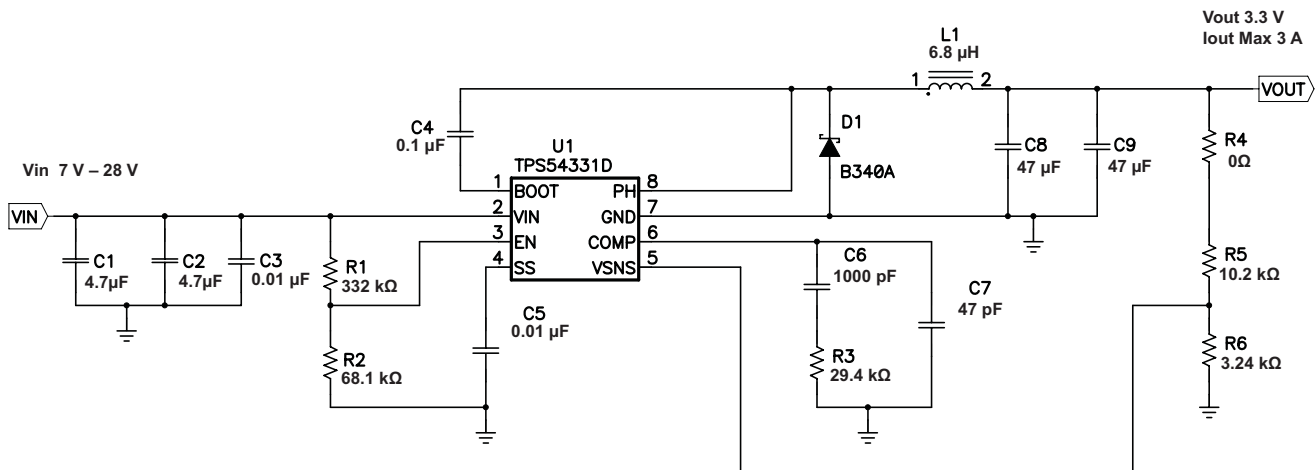 Vout 3.3 V
Iout Max 3 A
L1
6.8 µH
1 2
VOUT
C4
0.1 µF
D1
B340A
C8
47 µF
C9
47 µF
R4
0Ω
Vin 7 V – 28 V
U1
TPS54331D
1 BOOT PH 8
VIN
2 VIN GND 7
3 EN COMP 6
4 SS VSNS 5
C1
4.7µF
C2
4.7µF
C3
0.01 µF
R1
332 kΩ
C6
1000 pF
C7
47 pF
R5
10.2 kΩ
C5
0.01 µF
R2
68.1 kΩ
R3
29.4 kΩ
R6
3.24 kΩ